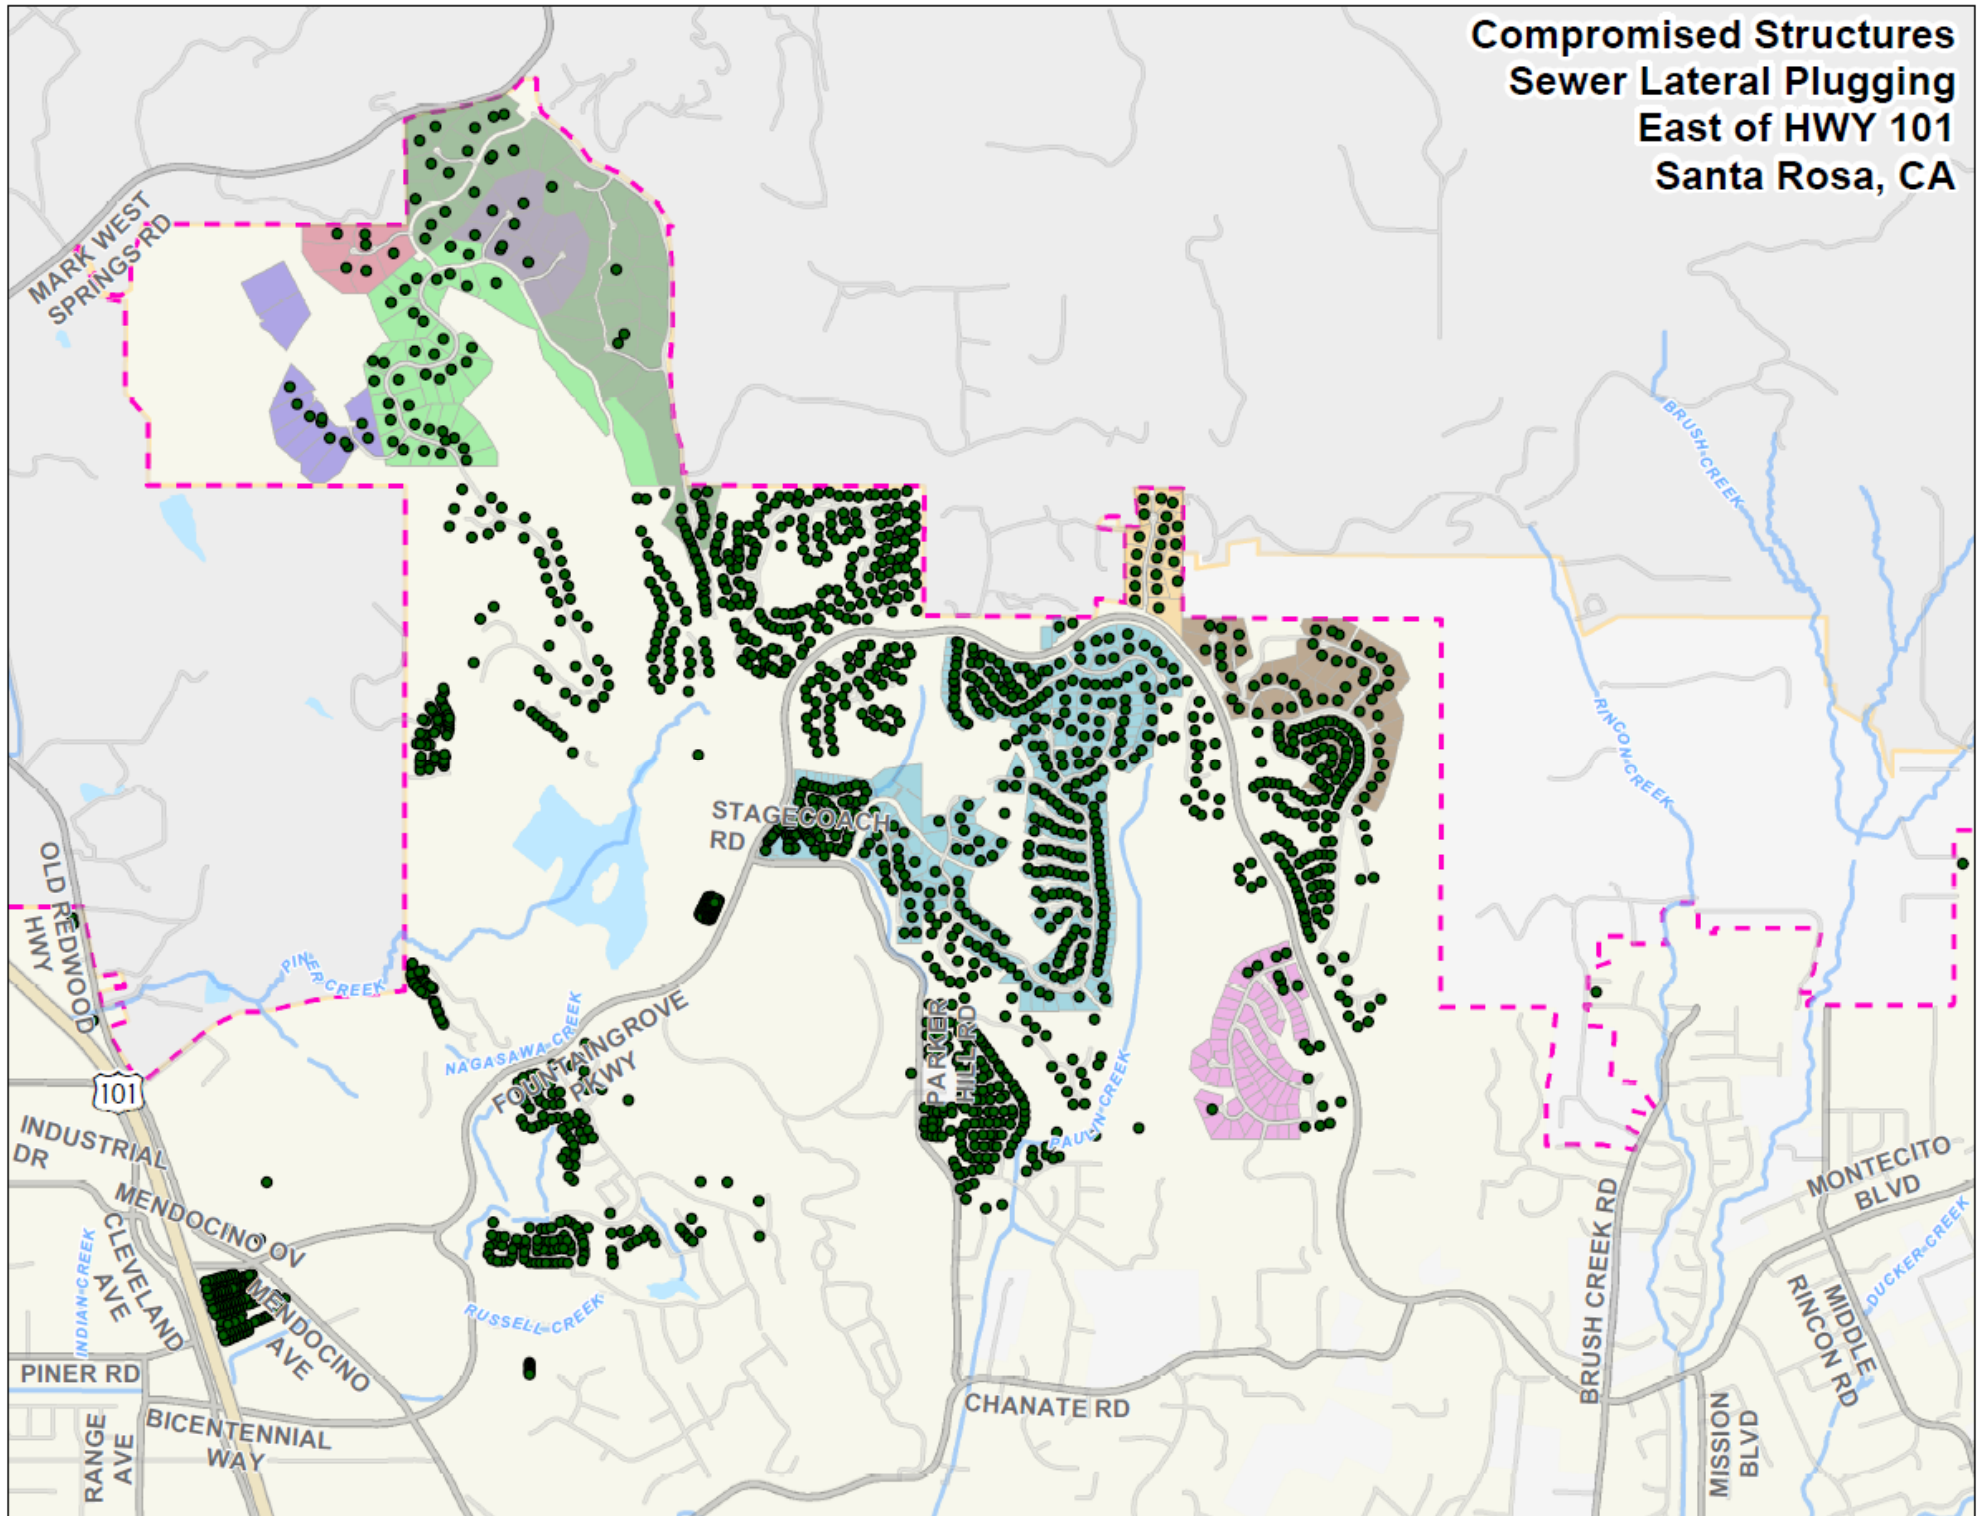 Compromised Structures
Sewer Lateral Plugging
East of HWY 101
Santa Rosa, CA
MARK WEST
SPRINGS RD
BRUSH CREEK
RINCON CREEK
STAGECOACH
RD
OLD REDWOOD
HWY
PINER CREEK
NAGASAWA CREEK
FOUNTAINGROVE
PKWY
PARKER
HILL RD
PAULIN CREEK
101
INDUSTRIAL
DR
MENDOCINO OV
CLEVELAND
AVE
INDIAN CREEK
MENDOCINO
AVE
RUSSELL CREEK
PINER RD
BICENTENNIAL
WAY
RANGE
AVE
CHANATE RD
BRUSH CREEK RD
MONTECITO
BLVD
DUCKER CREEK
MIDDLE
RINCON RD
MISSION
BLVD